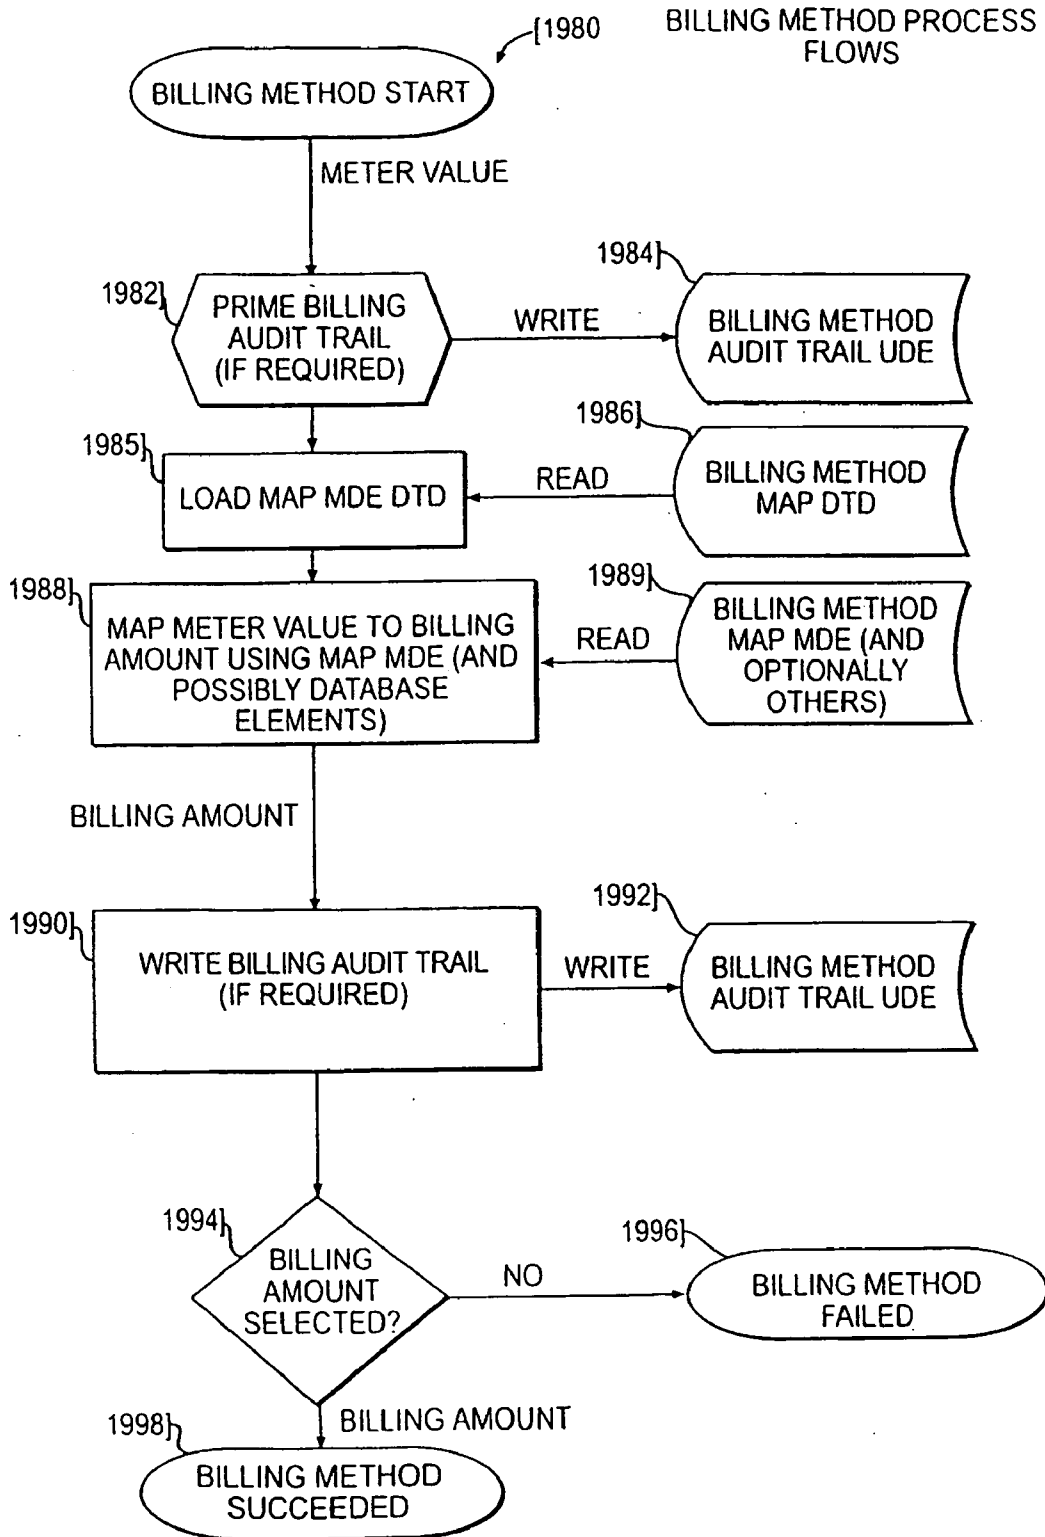 [1980
BILLING METHOD PROCESS
FLOWS
BILLING METHOD START
METER VALUE
1982]
PRIME BILLING
AUDIT TRAIL
(IF REQUIRED)
WRITE
1984]
BILLING METHOD
AUDIT TRAIL UDE
1985]
LOAD MAP MDE DTD
READ
1986]
BILLING METHOD
MAP DTD
1988]
MAP METER VALUE TO BILLING
AMOUNT USING MAP MDE (AND
POSSIBLY DATABASE
ELEMENTS)
READ
1989]
BILLING METHOD
MAP MDE (AND
OPTIONALLY
OTHERS)
BILLING AMOUNT
1990]
WRITE BILLING AUDIT TRAIL
(IF REQUIRED)
WRITE
1992]
BILLING METHOD
AUDIT TRAIL UDE
1994]
BILLING
AMOUNT
SELECTED?
NO
1996]
BILLING METHOD
FAILED
BILLING AMOUNT
1998]
BILLING METHOD
SUCCEEDED